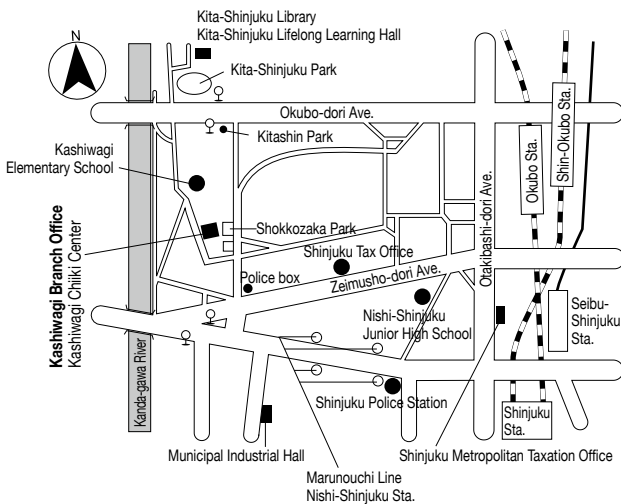 N
Kita-Shinjuku Library
Kita-Shinjuku Lifelong Learning Hall
Kita-Shinjuku Park
Okubo-dori Ave.
Kitashin Park
Kashiwagi
Elementary School
Okubo Sta.
Shin-Okubo Sta.
Otakibashi-dori Ave.
Kashiwagi Branch Office
Kashiwagi Chiiki Center
Shokkozaka Park
Shinjuku Tax Office
Zeimusho-dori Ave.
Police box
Nishi-Shinjuku
Junior High School
Seibu-
Shinjuku
Sta.
Kanda-gawa River
Shinjuku Police Station
Shinjuku
Sta.
Municipal Industrial Hall
Shinjuku Metropolitan Taxation Office
Marunouchi Line
Nishi-Shinjuku Sta.